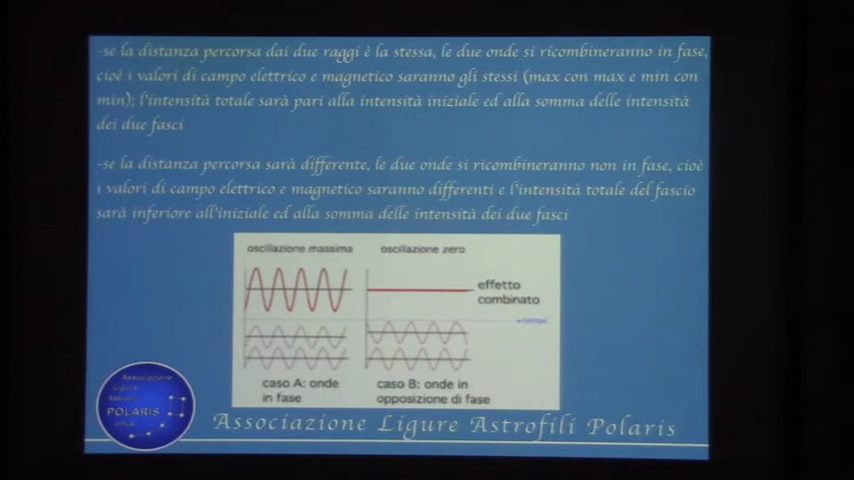 -se la distanza percorsa dai due raggi è la stessa, le due onde si ricombineranno in fase,
cioè i valori di campo elettrico e magnetico saranno gli stessi (max con max e min con
min); l'intensità totale sarà pari alla intensità iniziale ed alla somma delle intensità
dei due fasci
-se la distanza percorsa sarà differente, le due onde si ricombineranno non in fase, cioè
i valori di campo elettrico e magnetico saranno differenti e l'intensità totale del fascio
sarà inferiore all'iniziale ed alla somma delle intensità dei due fasci
oscillazione massima
oscillazione zero
effetto
combinato
tempo
caso A: onde
in fase
caso B: onde in
opposizione di fase
Associazione
Ligure
Astrofili
POLARIS
Associazione Ligure Astrofili Polaris